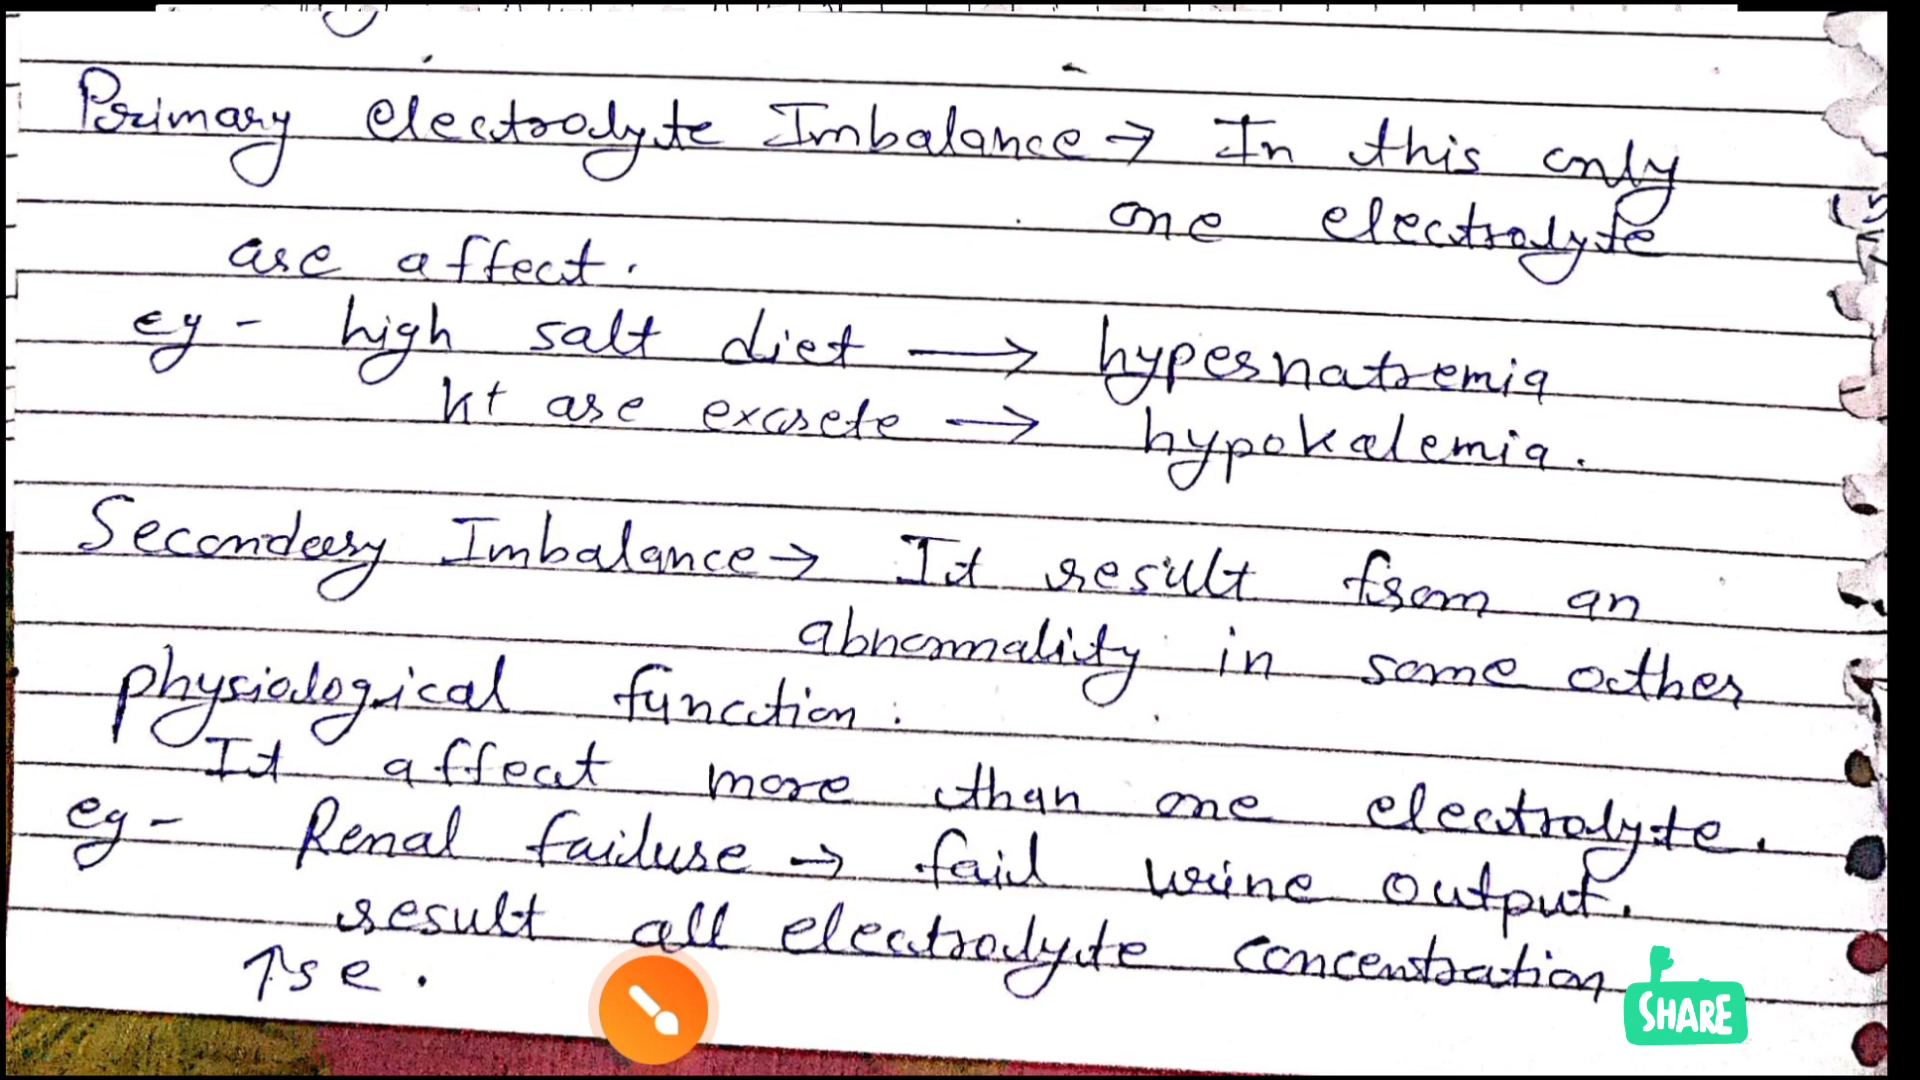 Primary electrolyte Imbalance → In this only
one electrolyte
are affect.
eg - high salt diet → hypernatremia
K+ are excrete → hypokalemia.
Secondary Imbalance → It result from an
abnormality in some other
physiological function.
It affect more than one electrolyte.
eg - Renal failure → fail urine output.
result all electrolyte concentration
↑se.
SHARE